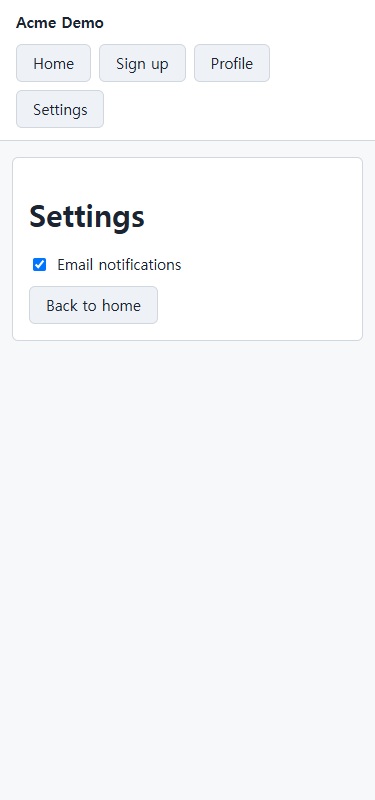 Acme Demo
Home Sign up Profile
Settings
Settings
Email notifications
Back to home